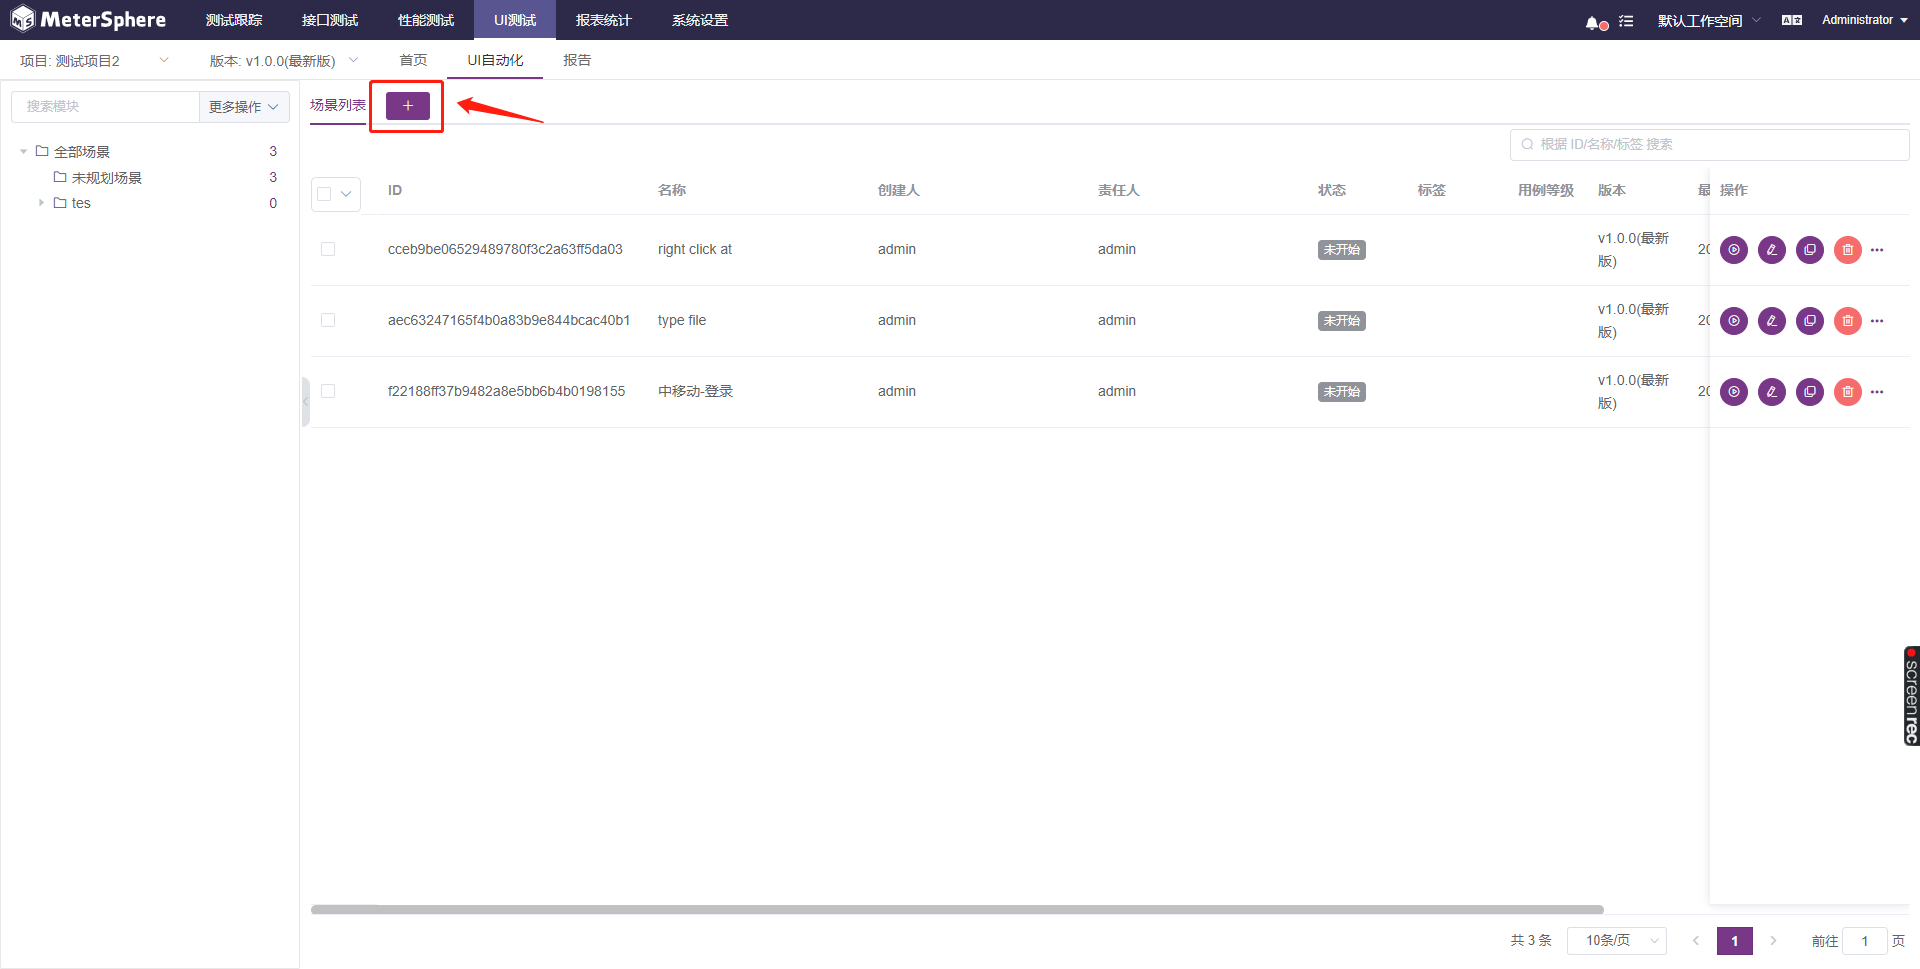 MeterSphere 测试跟踪 接口测试 性能测试 UI测试 报表统计 系统设置 默认工作空间 Administrator
项目: 测试项目2 版本: v1.0.0(最新版) 首页 UI自动化 报告
搜索模块 更多操作
全部场景 3
未规划场景 3
tes 0
场景列表 +
根据 ID/名称/标签 搜索
ID 名称 创建人 责任人 状态 标签 用例等级 版本 最 操作
cceb9be06529489780f3c2a63ff5da03 right click at admin admin 未开始 v1.0.0(最新
版) 20
aec63247165f4b0a83b9e844bcac40b1 type file admin admin 未开始 v1.0.0(最新
版) 20
f22188ff37b9482a8e5bb6b4b0198155 中移动-登录 admin admin 未开始 v1.0.0(最新
版) 20
screenrec
共 3 条 10条/页 1 前往 1 页